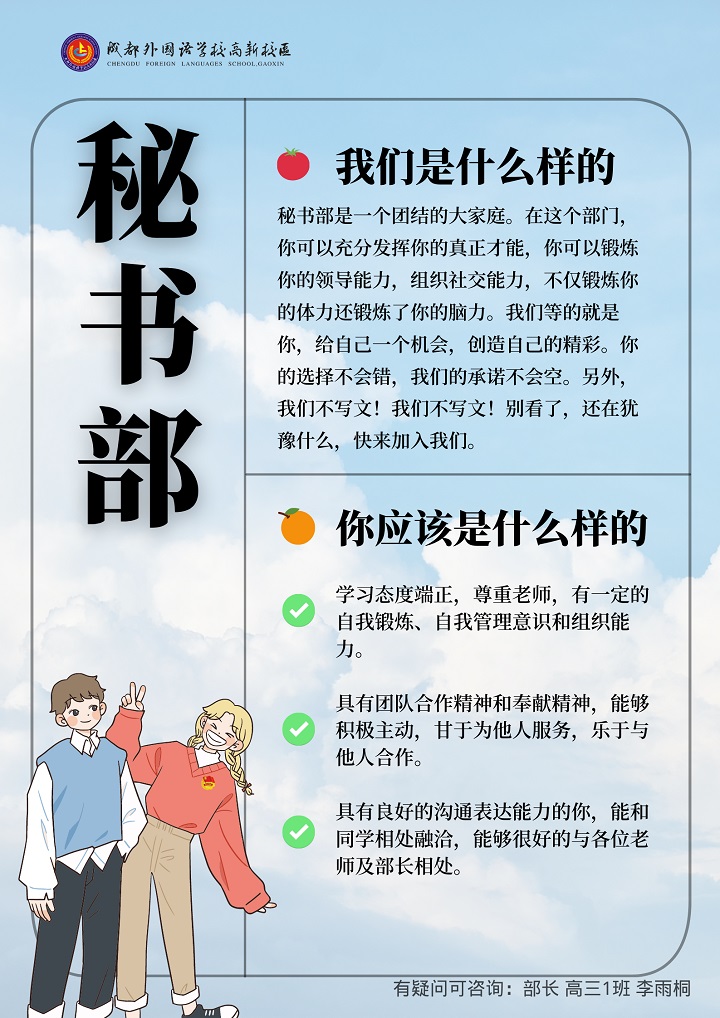 成都外国语学校高新校区
CHENGDU FOREIGN LANGUAGES SCHOOL.GAOXIN
秘
书
部
我们是什么样的
秘书部是一个团结的大家庭。在这个部门，
你可以充分发挥你的真正才能，你可以锻炼
你的领导能力，组织社交能力，不仅锻炼你
的体力还锻炼了你的脑力。我们等的就是
你，给自己一个机会，创造自己的精彩。你
的选择不会错，我们的承诺不会空。另外，
我们不写文！我们不写文！别看了，还在犹
豫什么，快来加入我们。
你应该是什么样的
学习态度端正，尊重老师，有一定的
自我锻炼、自我管理意识和组织能
力。
具有团队合作精神和奉献精神，能够
积极主动，甘于为他人服务，乐于与
他人合作。
具有良好的沟通表达能力的你，能和
同学相处融洽，能够很好的与各位老
师及部长相处。
有疑问可咨询：部长 高三1班 李雨桐